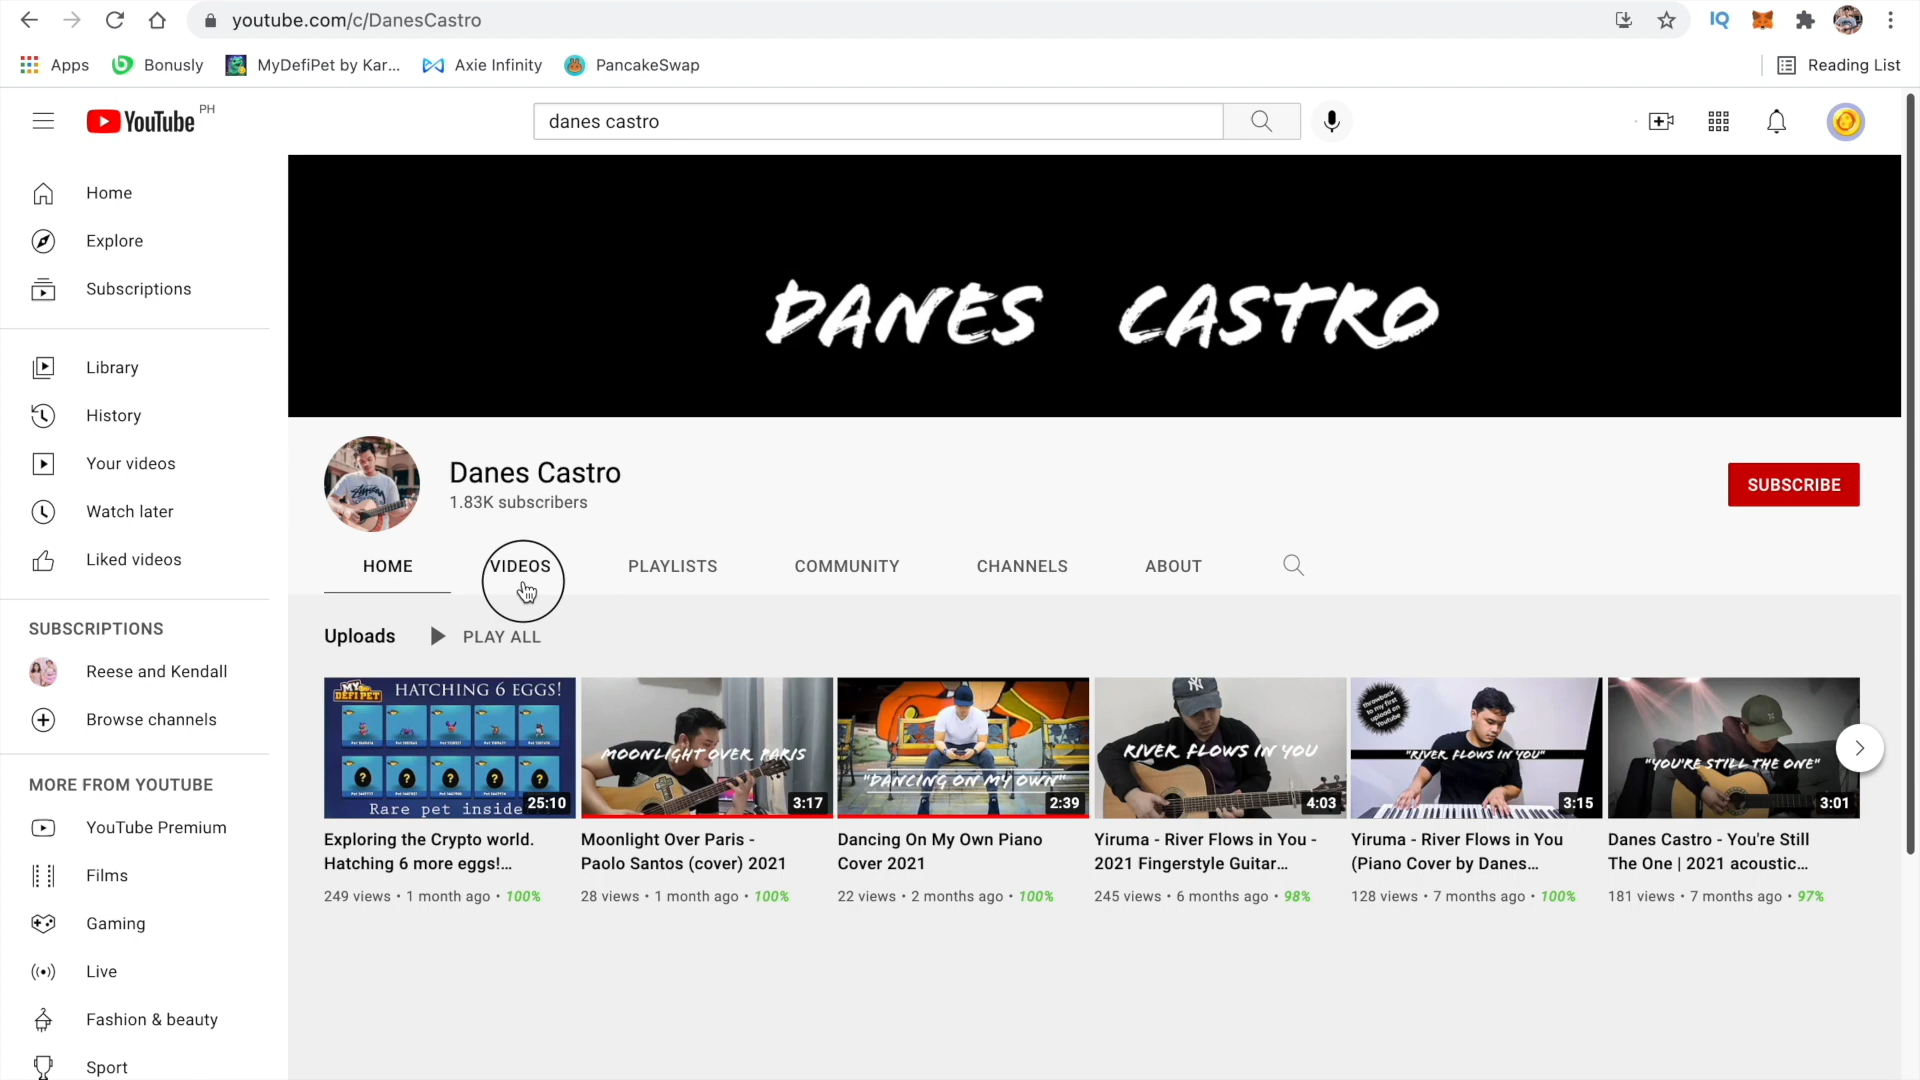 youtube.com/c/DanesCastro
IQ
Apps
Bonusly
MyDefiPet by Kar...
Axie Infinity
PancakeSwap
Reading List
YouTube PH
danes castro
Home
Explore
Subscriptions
Library
History
Your videos
Watch later
Liked videos
SUBSCRIPTIONS
Reese and Kendall
Browse channels
MORE FROM YOUTUBE
YouTube Premium
Films
Gaming
Live
Fashion & beauty
Sport
DANES CASTRO
Danes Castro
1.83K subscribers
SUBSCRIBE
HOME
VIDEOS
PLAYLISTS
COMMUNITY
CHANNELS
ABOUT
Uploads
PLAY ALL
MY DEFI PET
HATCHING 6 EGGS!
Rare pet inside
25:10
Exploring the Crypto world.
Hatching 6 more eggs!...
249 views • 1 month ago • 100%
MOONLIGHT OVER PARIS
3:17
Moonlight Over Paris -
Paolo Santos (cover) 2021
28 views • 1 month ago • 100%
"DANCING ON MY OWN"
2:39
Dancing On My Own Piano
Cover 2021
22 views • 2 months ago • 100%
RIVER FLOWS IN YOU
4:03
Yiruma - River Flows in You -
2021 Fingerstyle Guitar...
245 views • 6 months ago • 98%
throwback
to my first
upload on
Youtube
"RIVER FLOWS IN YOU"
3:15
Yiruma - River Flows in You
(Piano Cover by Danes...
128 views • 7 months ago • 100%
"YOU'RE STILL THE ONE"
3:01
Danes Castro - You're Still
The One | 2021 acoustic...
181 views • 7 months ago • 97%